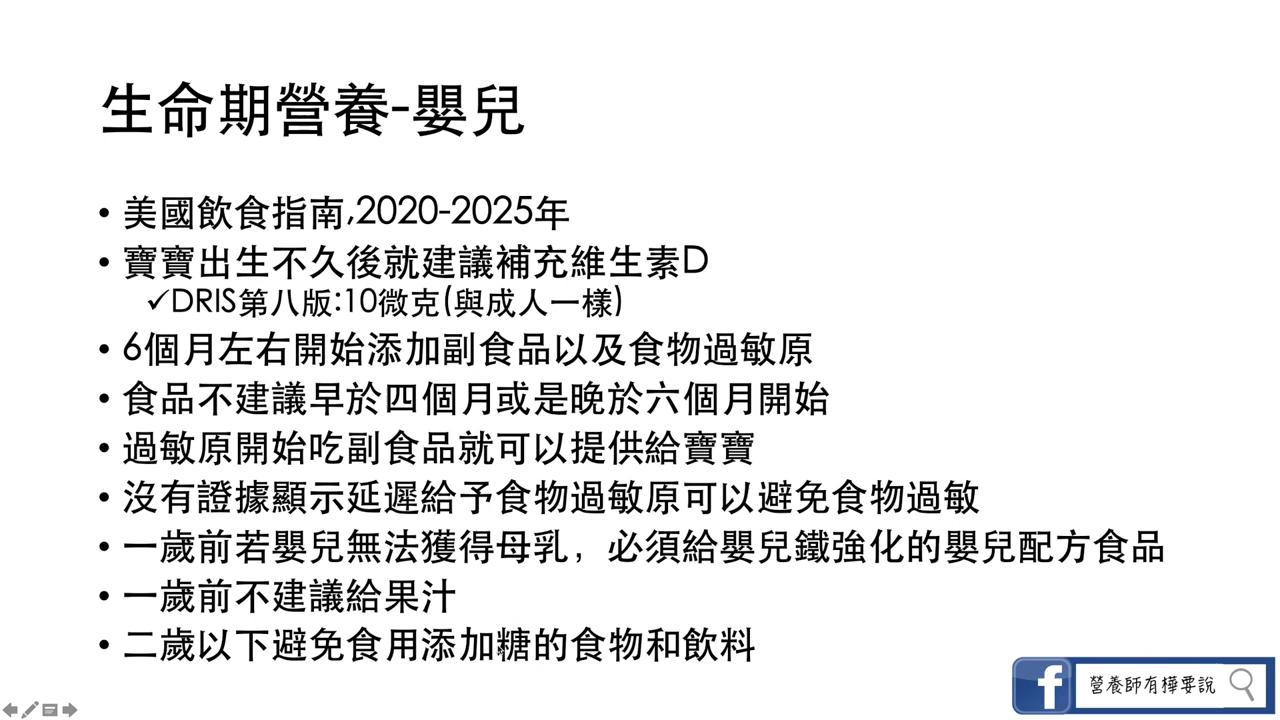 生命期營養-嬰兒
• 美國飲食指南,2020-2025年
• 寶寶出生不久後就建議補充維生素D
✓DRIS第八版:10微克(與成人一樣)
• 6個月左右開始添加副食品以及食物過敏原
• 食品不建議早於四個月或是晚於六個月開始
• 過敏原開始吃副食品就可以提供給寶寶
• 沒有證據顯示延遲給予食物過敏原可以避免食物過敏
• 一歲前若嬰兒無法獲得母乳，必須給嬰兒鐵強化的嬰兒配方食品
• 一歲前不建議給果汁
• 二歲以下避免食用添加糖的食物和飲料
f 營養師有樺要說